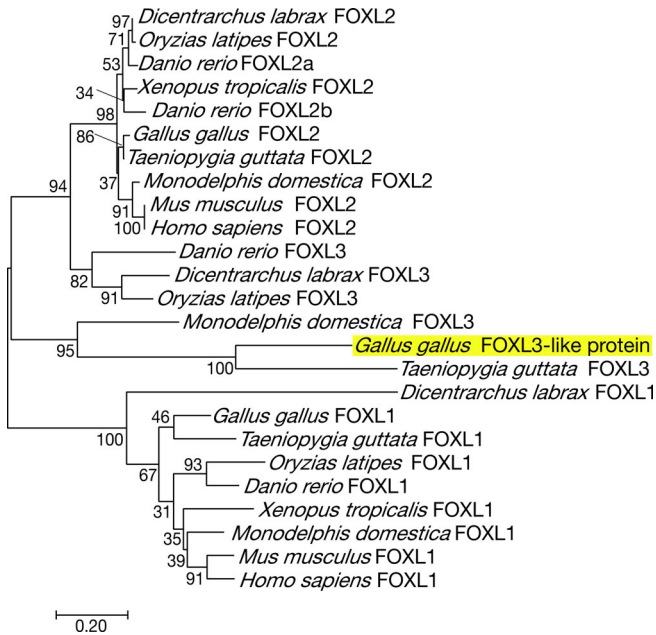 Dicentrarchus labrax FOXL2
97
71
Oryzias latipes FOXL2
53
Danio rerio FOXL2a
34
Xenopus tropicalis FOXL2
98
Danio rerio FOXL2b
86
Gallus gallus FOXL2
Taeniopygia guttata FOXL2
37
Monodelphis domestica FOXL2
94
91
Mus musculus FOXL2
100
Homo sapiens FOXL2
Danio rerio FOXL3
82
Dicentrarchus labrax FOXL3
91
Oryzias latipes FOXL3
Monodelphis domestica FOXL3
95
Gallus gallus FOXL3-like protein
100
Taeniopygia guttata FOXL3
Dicentrarchus labrax FOXL1
46
Gallus gallus FOXL1
100
Taeniopygia guttata FOXL1
67
93
Oryzias latipes FOXL1
Danio rerio FOXL1
31
Xenopus tropicalis FOXL1
35
Monodelphis domestica FOXL1
39
Mus musculus FOXL1
91
Homo sapiens FOXL1
0.20